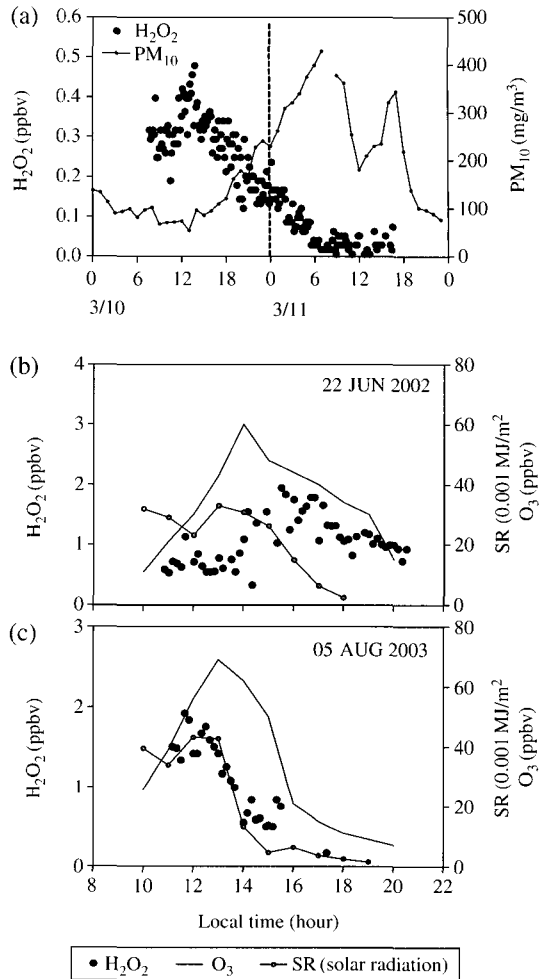 (a)
H₂O₂
PM₁₀
H₂O₂ (ppbv)
0.6
0.5
0.4
0.3
0.2
0.1
0.0
PM₁₀ (mg/m³)
500
400
300
200
100
0
0 6 12 18 0 6 12 18 0
3/10 3/11
(b)
22 JUN 2002
H₂O₂ (ppbv)
4
3
2
1
0
SR (0.001 MJ/m²
O₃ (ppbv)
80
60
40
20
0
(c)
05 AUG 2003
H₂O₂ (ppbv)
3
2
1
0
SR (0.001 MJ/m²
O₃ (ppbv)
80
60
40
20
0
8 10 12 14 16 18 20 22
Local time (hour)
H₂O₂ O₃ SR (solar radiation)